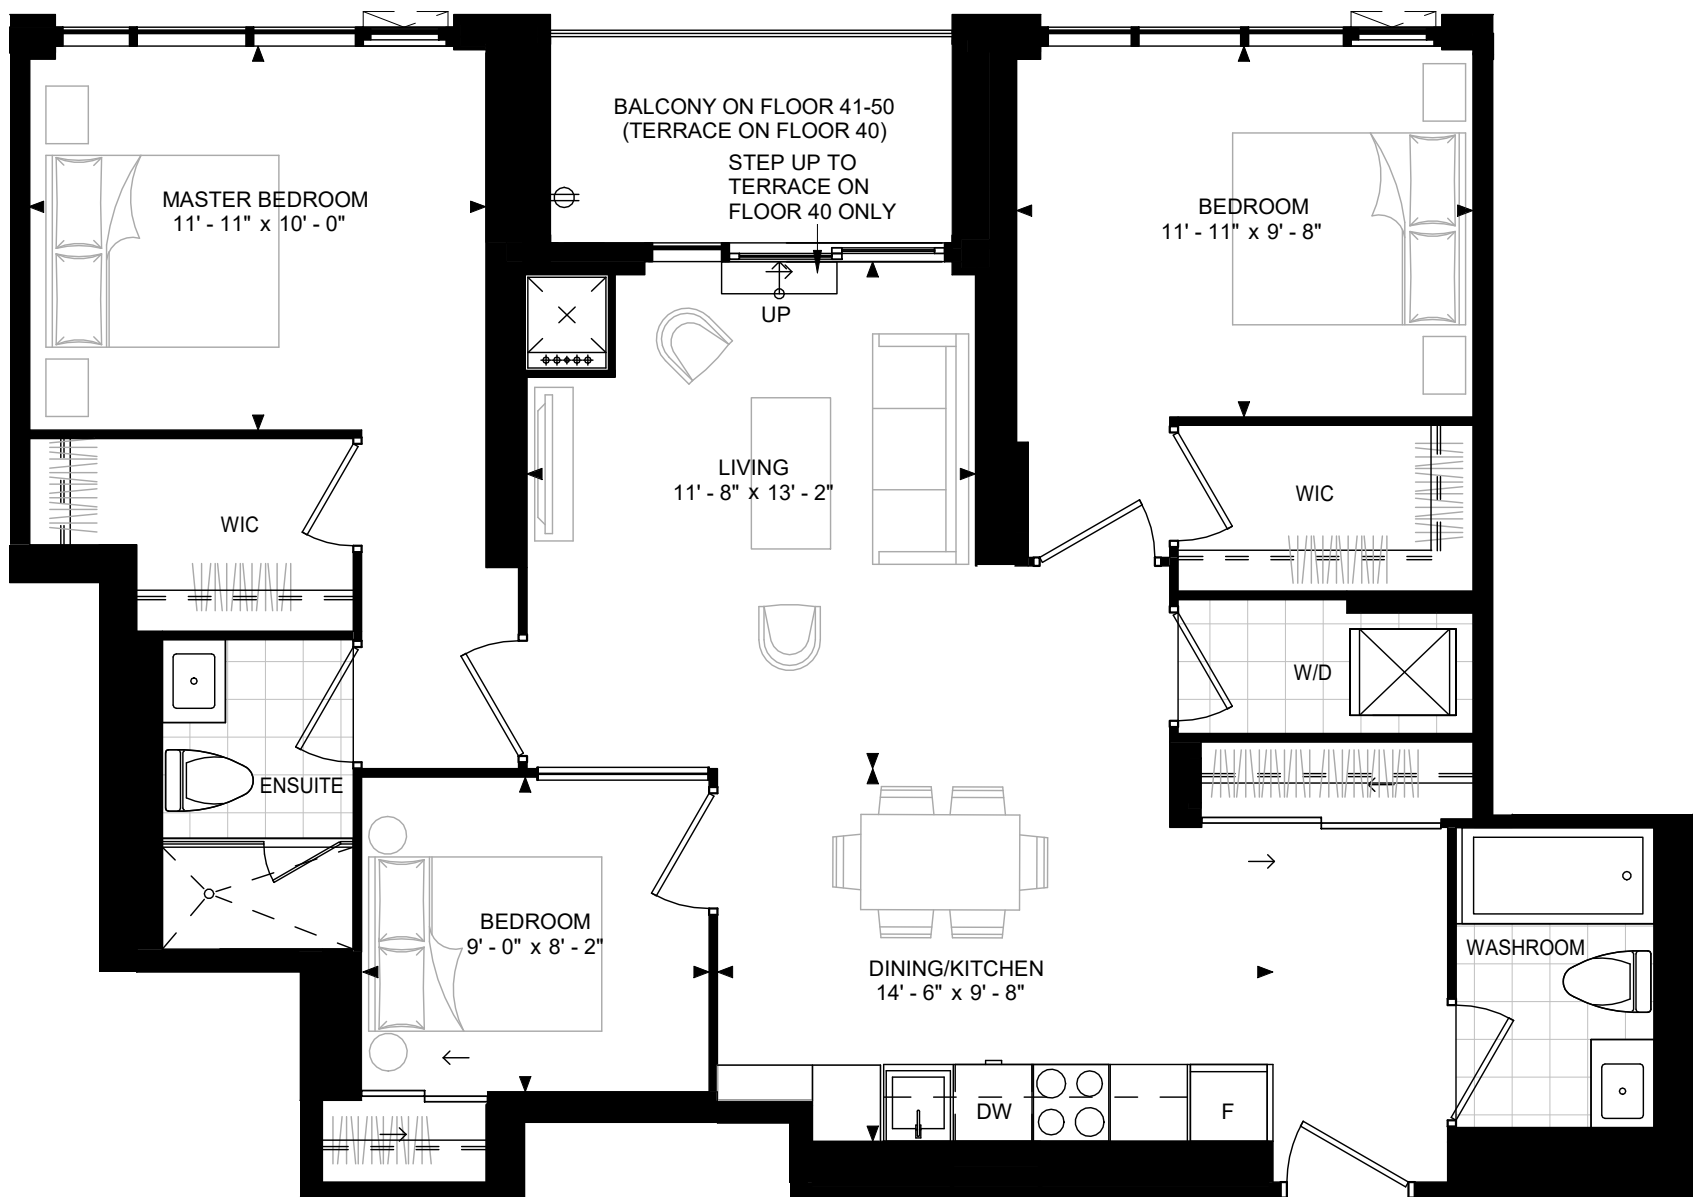 BALCONY ON FLOOR 41-50
(TERRACE ON FLOOR 40)
STEP UP TO
TERRACE ON
FLOOR 40 ONLY
MASTER BEDROOM
11' - 11" x 10' - 0"
BEDROOM
11' - 11" x 9' - 8"
UP
LIVING
11' - 8" x 13' - 2"
WIC
WIC
W/D
ENSUITE
BEDROOM
9' - 0" x 8' - 2"
DINING/KITCHEN
14' - 6" x 9' - 8"
WASHROOM
DW
F